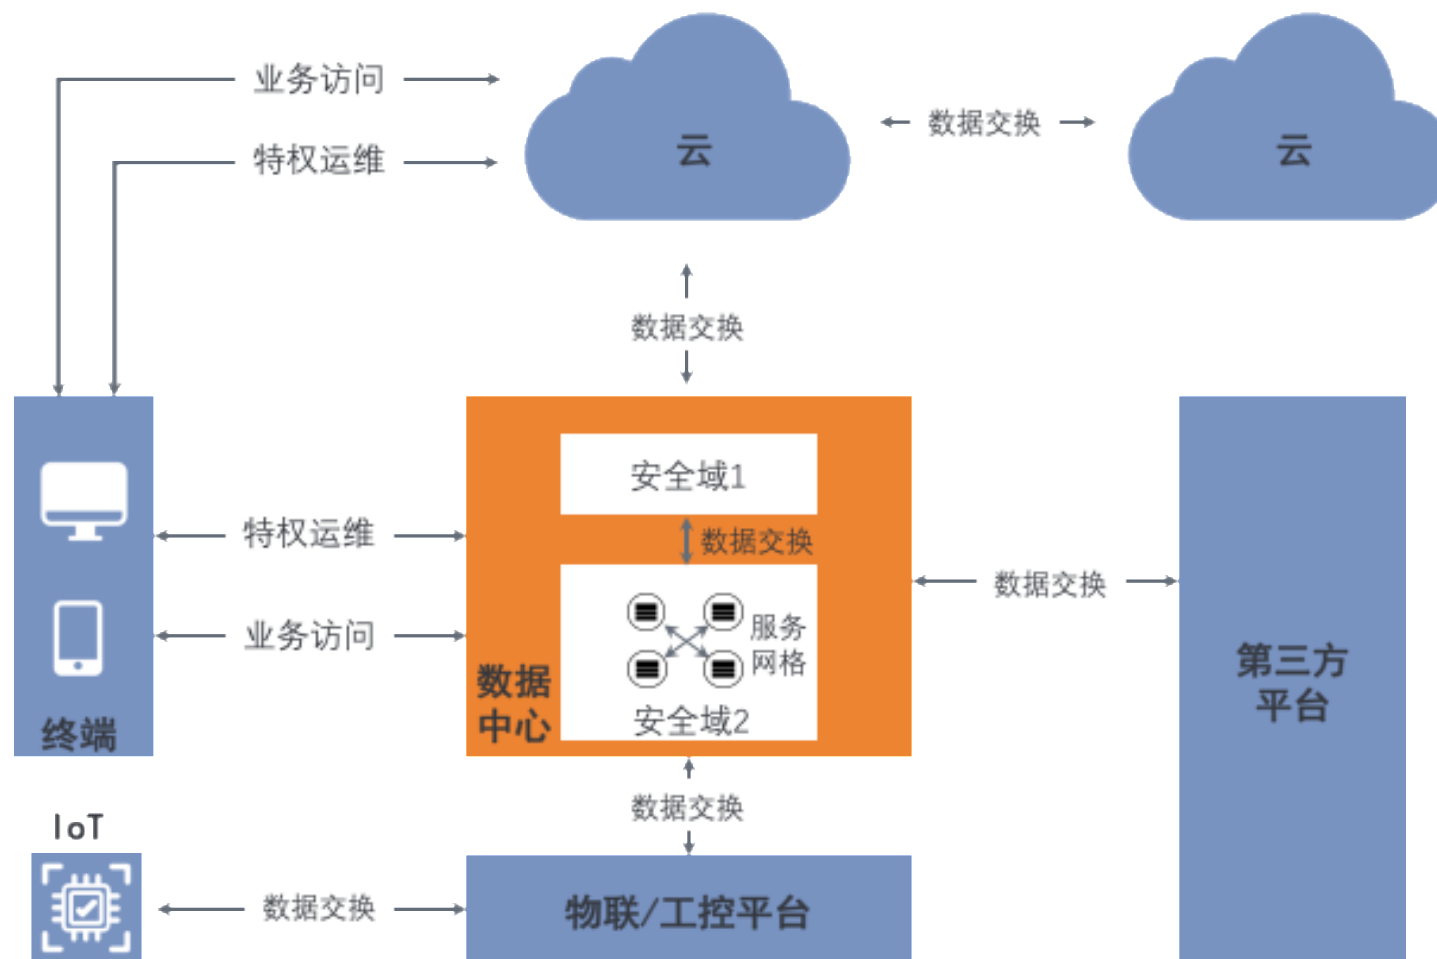 业务访问
特权运维
云
数据交换
云
数据交换
安全域1
数据交换
服务
网格
安全域2
数据
中心
特权运维
业务访问
终端
数据交换
第三方
平台
数据交换
IoT
数据交换
物联/工控平台